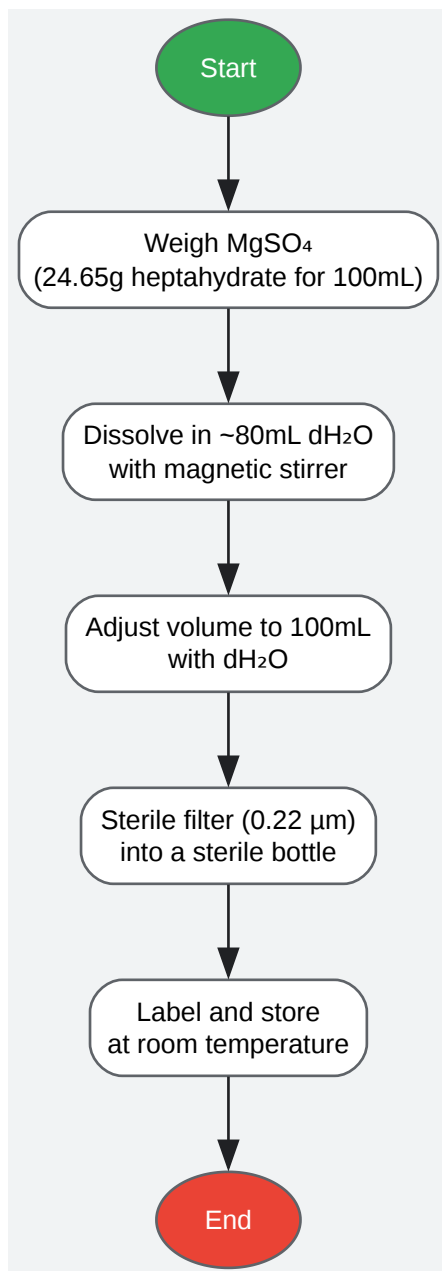 Start
Weigh MgSO₄
(24.65g heptahydrate for 100mL)
Dissolve in ~80mL dH₂O
with magnetic stirrer
Adjust volume to 100mL
with dH₂O
Sterile filter (0.22 µm)
into a sterile bottle
Label and store
at room temperature
End